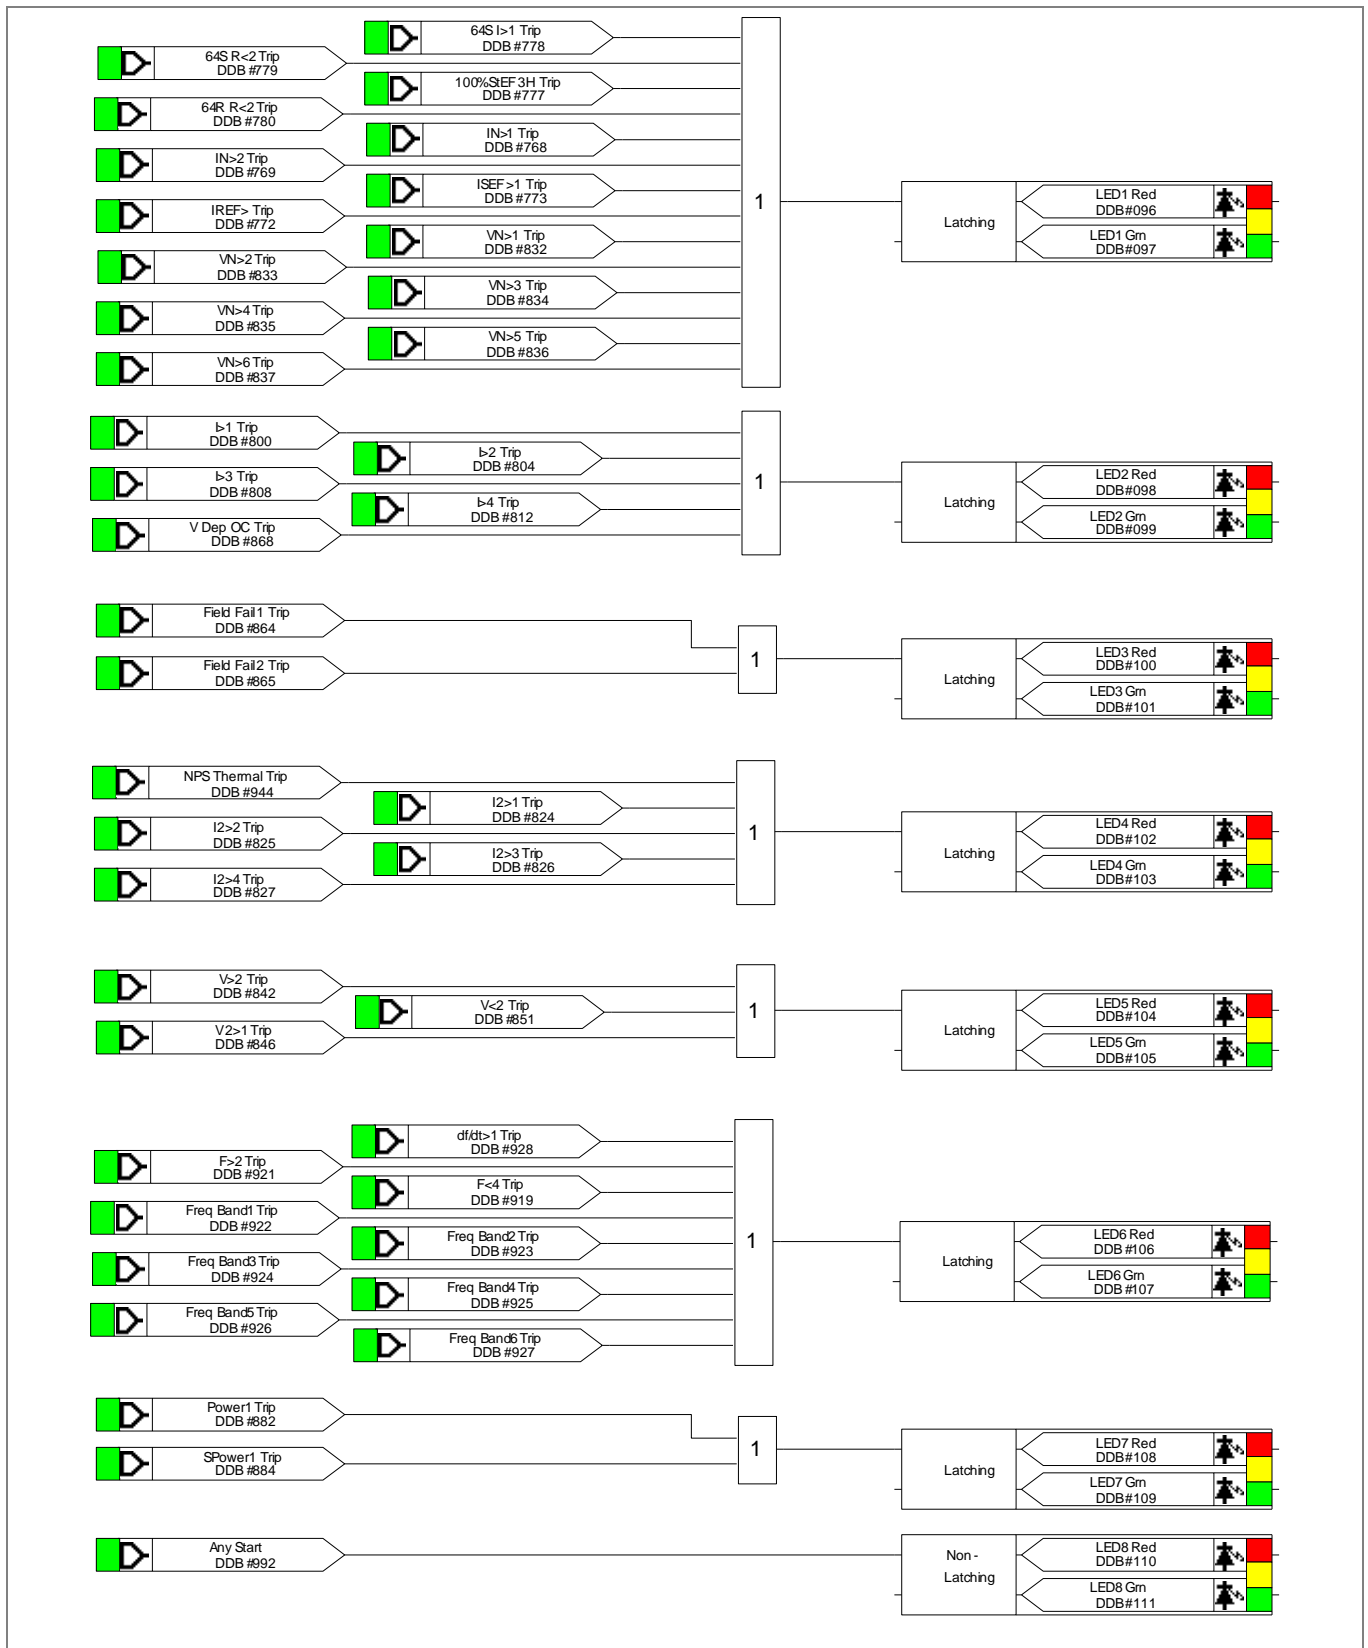 64S I>1 Trip
DDB #778
64S R<2 Trip
DDB #779
100%StEF3H Trip
DDB #777
64R R<2 Trip
DDB #780
IN>1 Trip
DDB #768
IN>2 Trip
DDB #769
ISEF>1 Trip
DDB #773
IREF> Trip
DDB #772
VN>1 Trip
DDB #832
VN>2 Trip
DDB #833
VN>3 Trip
DDB #834
VN>4 Trip
DDB #835
VN>5 Trip
DDB #836
VN>6 Trip
DDB #837
1
Latching
LED1 Red
DDB #096
LED1 Grn
DDB #097
I>1 Trip
DDB #800
I>2 Trip
DDB #804
I>3 Trip
DDB #808
I>4 Trip
DDB #812
V Dep OC Trip
DDB #868
1
Latching
LED2 Red
DDB #098
LED2 Grn
DDB #099
Field Fail1 Trip
DDB #864
Field Fail2 Trip
DDB #865
1
Latching
LED3 Red
DDB #100
LED3 Grn
DDB #101
NPS Thermal Trip
DDB #944
I2>1 Trip
DDB #824
I2>2 Trip
DDB #825
I2>3 Trip
DDB #826
I2>4 Trip
DDB #827
1
Latching
LED4 Red
DDB #102
LED4 Grn
DDB #103
V>2 Trip
DDB #842
V<2 Trip
DDB #851
V2>1 Trip
DDB #846
1
Latching
LED5 Red
DDB #104
LED5 Grn
DDB #105
df/dt>1 Trip
DDB #928
F>2 Trip
DDB #921
F<4 Trip
DDB #919
Freq Band1 Trip
DDB #922
Freq Band2 Trip
DDB #923
Freq Band3 Trip
DDB #924
Freq Band4 Trip
DDB #925
Freq Band5 Trip
DDB #926
Freq Band6 Trip
DDB #927
1
Latching
LED6 Red
DDB #106
LED6 Grn
DDB #107
Power1 Trip
DDB #882
SPower1 Trip
DDB #884
1
Latching
LED7 Red
DDB #108
LED7 Grn
DDB #109
Any Start
DDB #992
Non -
Latching
LED8 Red
DDB #110
LED8 Grn
DDB #111